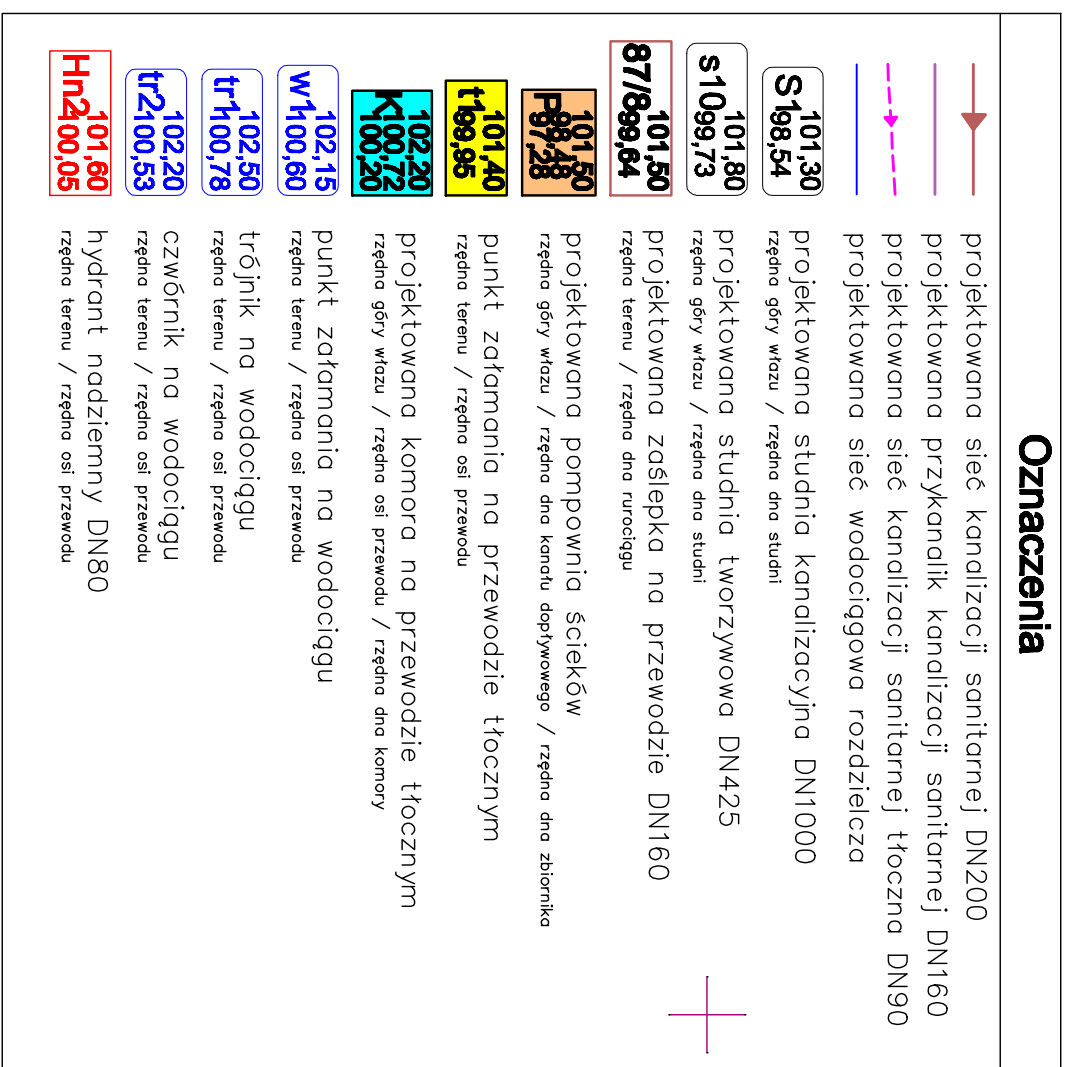 Oznaczenia
projektowana sieć kanalizacji sanitarnej DN200
projektowana przykanalik kanalizacji sanitarnej DN160
projektowana sieć kanalizacji sanitarnej tłoczna DN90
projektowana sieć wodociągowa rozdzielcza
S1 101,30
98,54
projektowana studnia kanalizacyjna DN1000
rzędna góry włazu / rzędna dna studni
s10 101,80
99,73
projektowana studnia tworzywowa DN425
rzędna góry włazu / rzędna dna studni
87/8 101,50
99,64
projektowana zaślepka na przewodzie DN160
rzędna terenu / rzędna dna rurociągu
P 101,50
98,48
97,28
projektowana pompownia ścieków
rzędna góry włazu / rzędna dna kanału dopływowego / rzędna dna zbiornika
t1 101,40
99,95
punkt załamania na przewodzie tłocznym
rzędna terenu / rzędna osi przewodu
K 102,20
100,72
100,20
projektowana komora na przewodzie tłocznym
rzędna góry włazu / rzędna osi przewodu / rzędna dna komory
w1 102,15
100,60
punkt załamania na wodociągu
rzędna terenu / rzędna osi przewodu
tr1 102,50
100,78
trójnik na wodociągu
rzędna terenu / rzędna osi przewodu
tr2 102,20
100,53
czwórnik na wodociągu
rzędna terenu / rzędna osi przewodu
Hn2 101,60
100,05
hydrant nadziemny DN80
rzędna terenu / rzędna osi przewodu